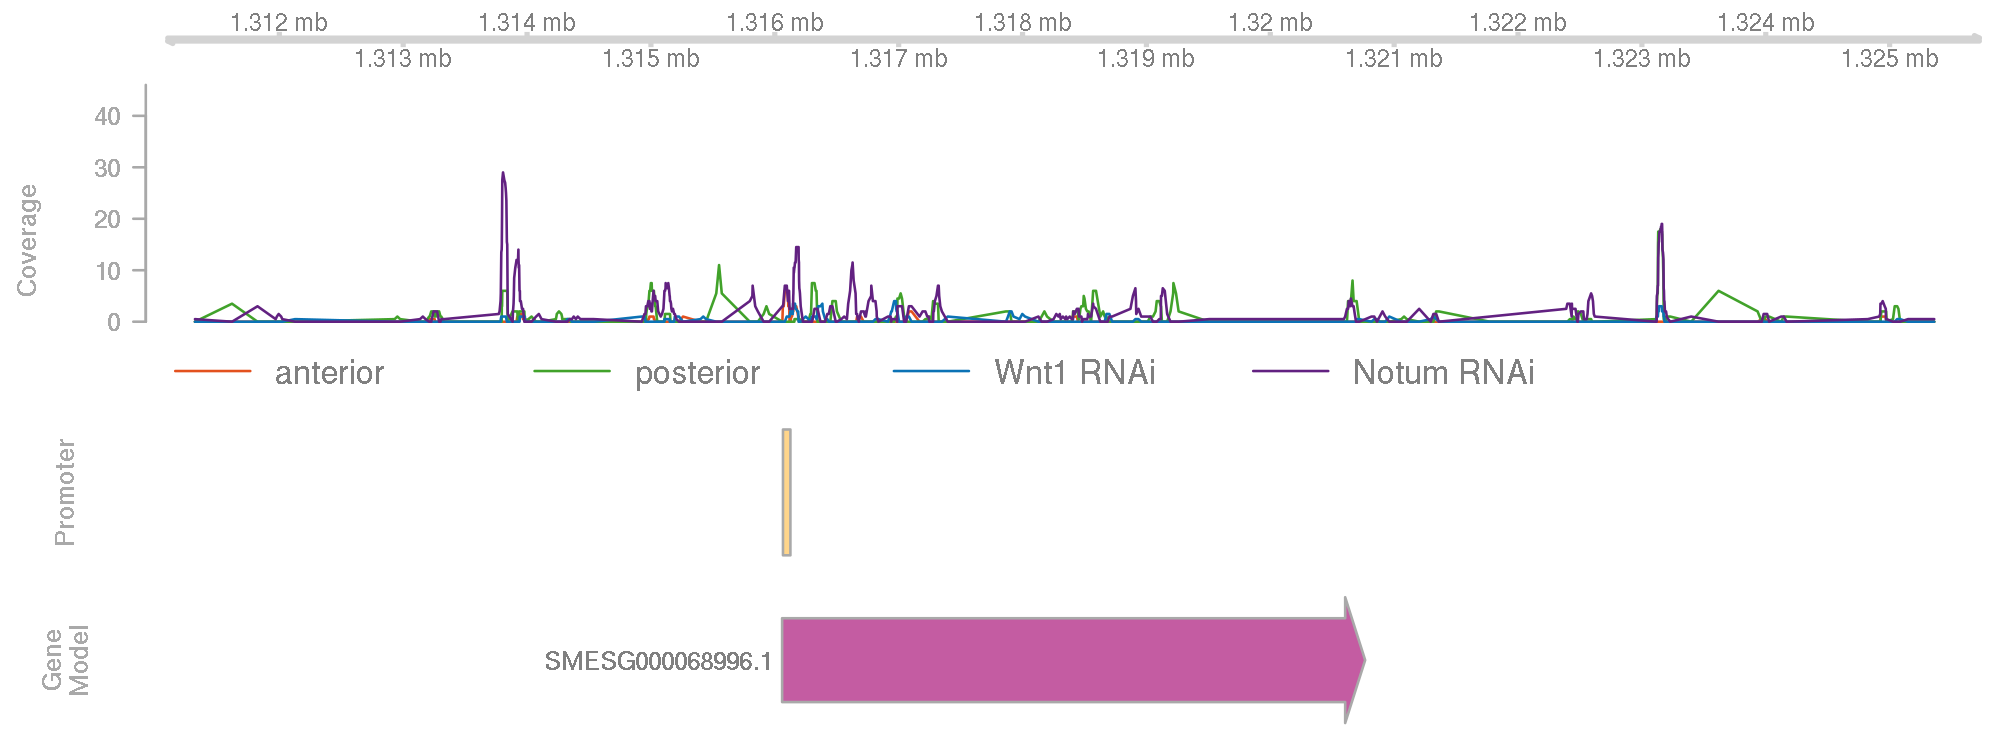 1.312 mb 1.314 mb 1.316 mb 1.318 mb 1.32 mb 1.322 mb 1.324 mb
1.313 mb 1.315 mb 1.317 mb 1.319 mb 1.321 mb 1.323 mb 1.325 mb
Coverage
40
30
20
10
0
anterior posterior Wnt1 RNAi Notum RNAi
Promoter
Gene
Model
SMESG000068996.1